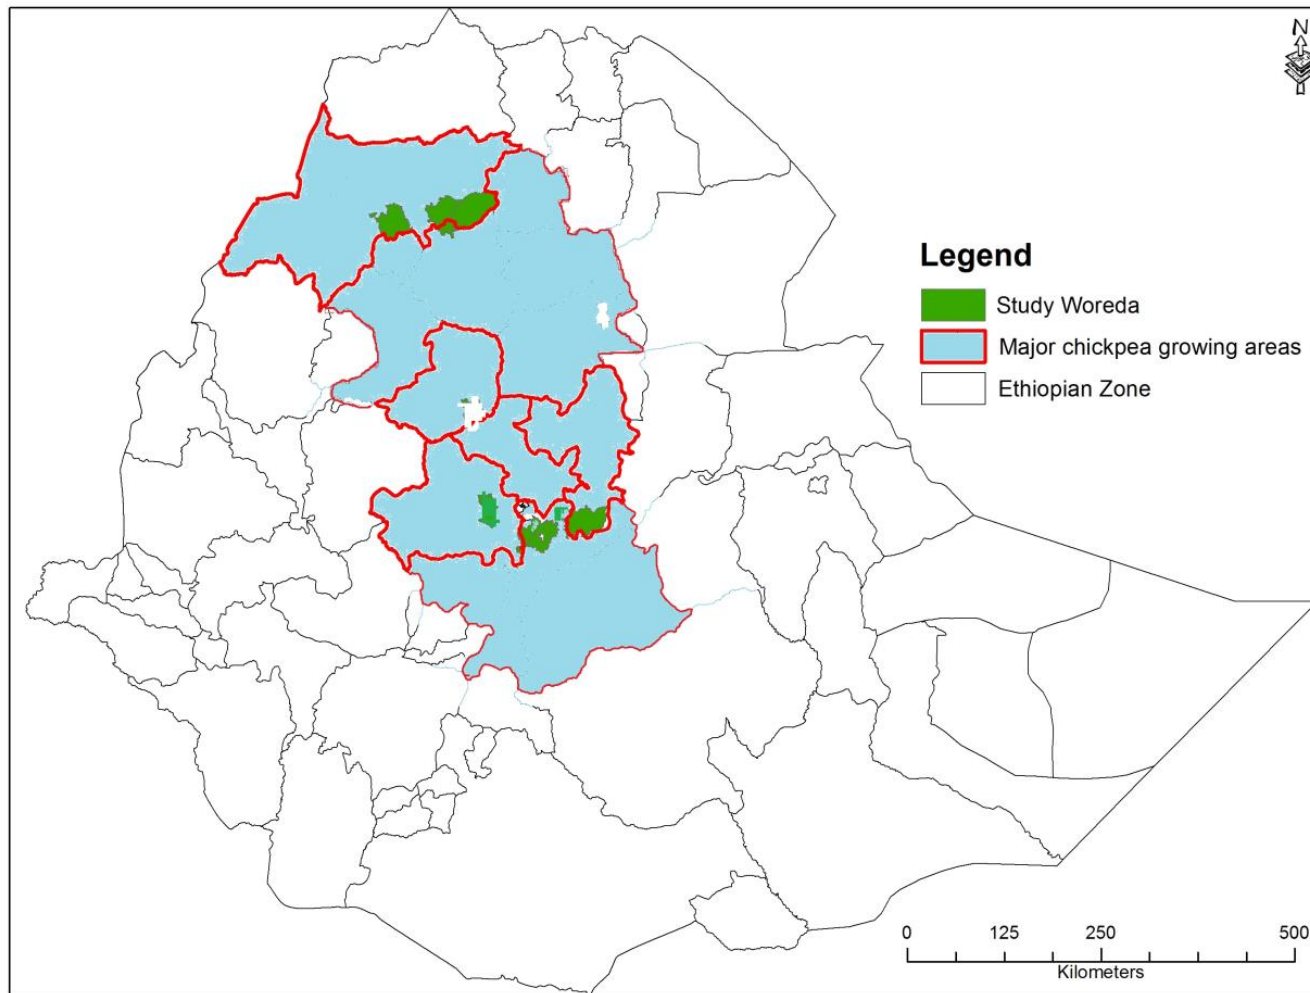 N
Legend
Study Woreda
Major chickpea growing areas
Ethiopian Zone
0 125 250 500
Kilometers